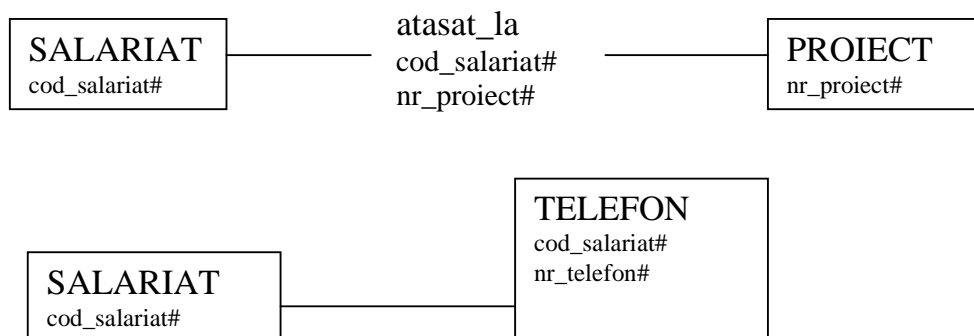 SALARIAT
cod_salariat#
atasat_la
cod_salariat#
nr_proiect#
PROIECT
nr_proiect#
TELEFON
cod_salariat#
nr_telefon#
SALARIAT
cod_salariat#